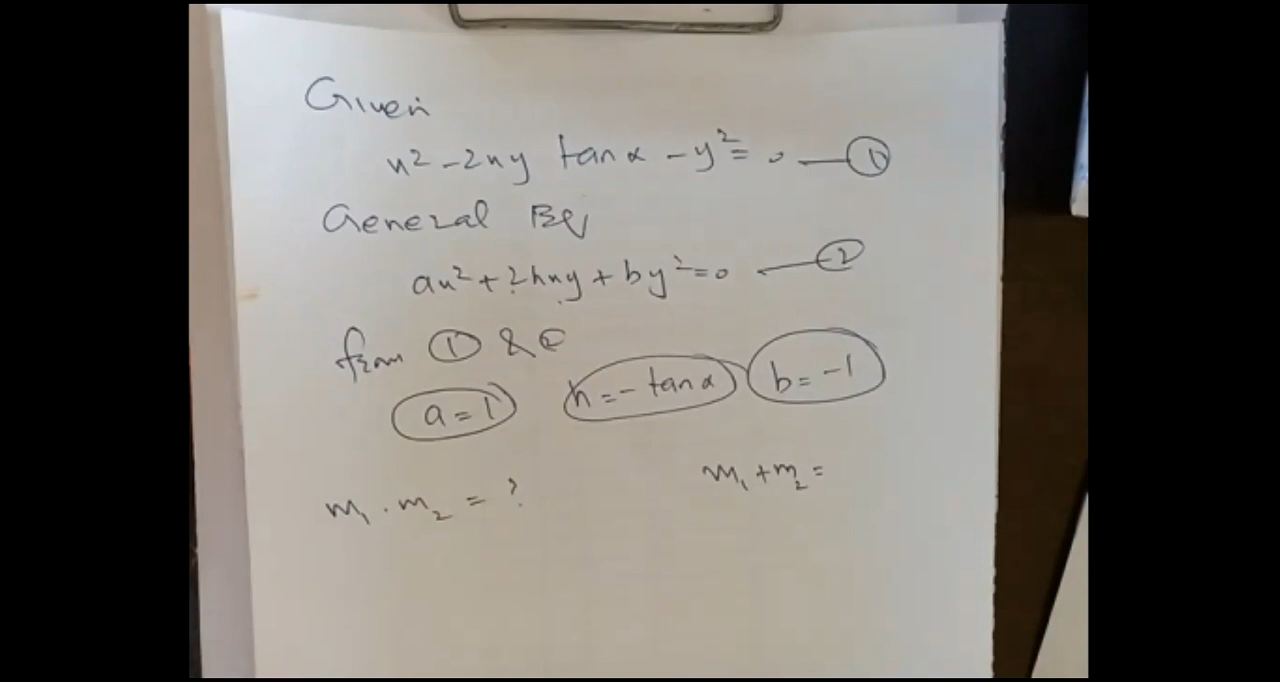 Given
x² - 2xy tan α - y² = 0 — ①
General Eq
ax² + 2hxy + by² = 0 — ②
from ① & ②
a = 1 h = - tan α b = -1
m₁ . m₂ = ? m₁ + m₂ =